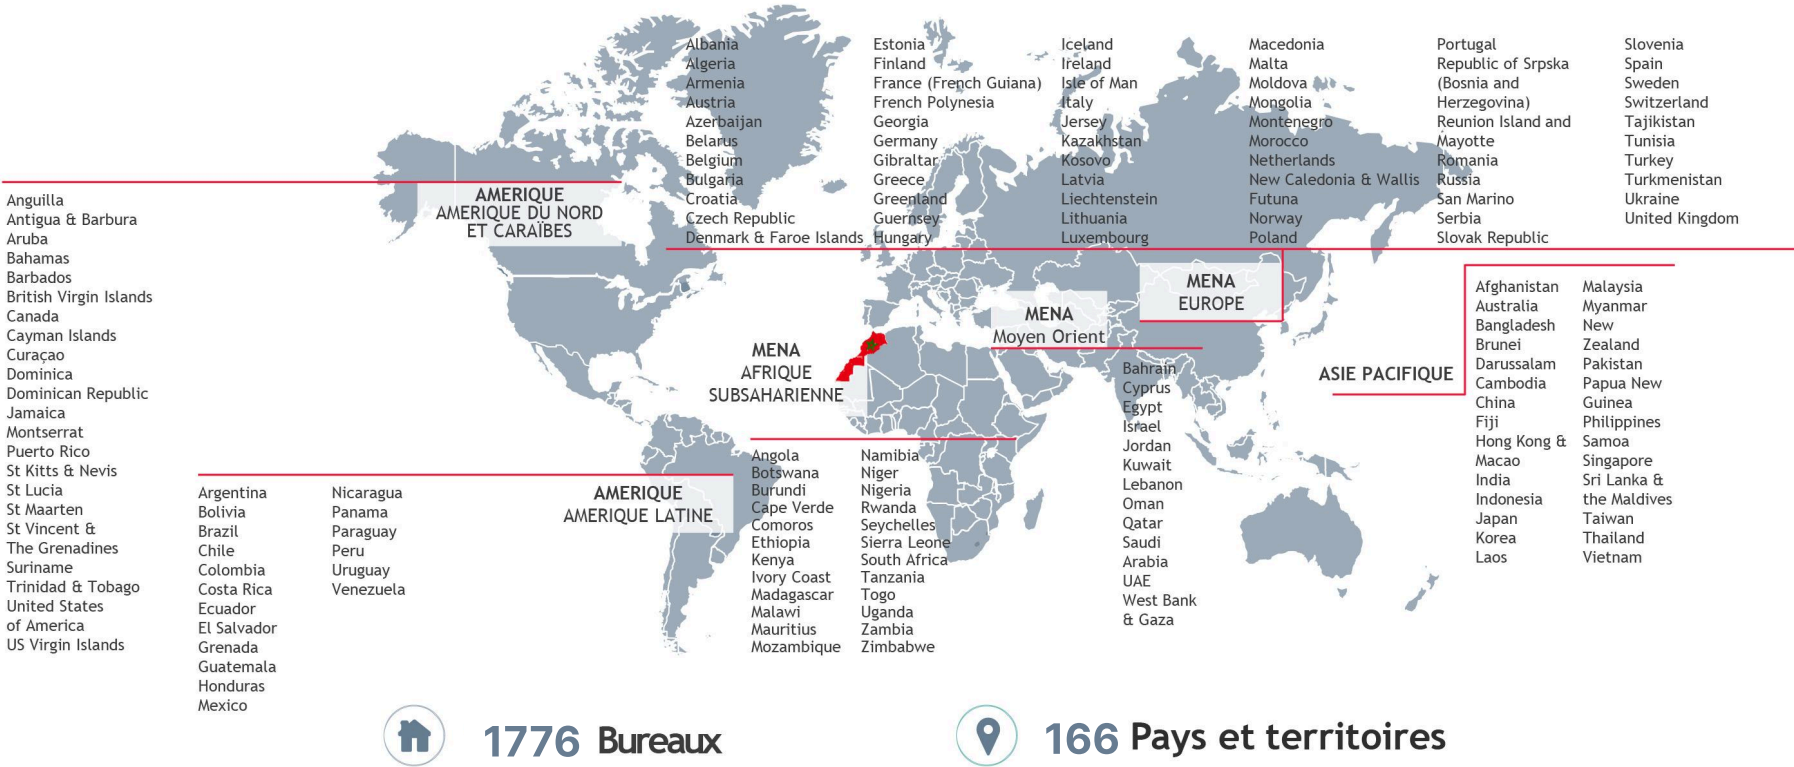 Albania
Algeria
Armenia
Austria
Azerbaijan
Belarus
Belgium
Bulgaria
Croatia
Czech Republic
Denmark & Faroe Islands
Estonia
Finland
France (French Guiana)
French Polynesia
Georgia
Germany
Gibraltar
Greece
Greenland
Guernsey
Hungary
Iceland
Ireland
Isle of Man
Italy
Jersey
Kazakhstan
Kosovo
Latvia
Liechtenstein
Lithuania
Luxembourg
Macedonia
Malta
Moldova
Mongolia
Montenegro
Morocco
Netherlands
New Caledonia & Wallis
Futuna
Norway
Poland
Portugal
Republic of Srpska
(Bosnia and
Herzegovina)
Reunion Island and
Mayotte
Romania
Russia
San Marino
Serbia
Slovak Republic
Slovenia
Spain
Sweden
Switzerland
Tajikistan
Tunisia
Turkey
Turkmenistan
Ukraine
United Kingdom
AMERIQUE
AMERIQUE DU NORD
ET CARAÏBES
Anguilla
Antigua & Barbura
Aruba
Bahamas
Barbados
British Virgin Islands
Canada
Cayman Islands
Curaçao
Dominica
Dominican Republic
Jamaica
Montserrat
Puerto Rico
St Kitts & Nevis
St Lucia
St Maarten
St Vincent &
The Grenadines
Suriname
Trinidad & Tobago
United States
of America
US Virgin Islands
MENA
EUROPE
MENA
Moyen Orient
MENA
AFRIQUE
SUBSAHARIENNE
ASIE PACIFIQUE
Afghanistan
Australia
Bangladesh
Brunei
Darussalam
Cambodia
China
Fiji
Hong Kong &
Macao
India
Indonesia
Japan
Korea
Laos
Malaysia
Myanmar
New
Zealand
Pakistan
Papua New
Guinea
Philippines
Samoa
Singapore
Sri Lanka &
the Maldives
Taiwan
Thailand
Vietnam
Bahrain
Cyprus
Egypt
Israel
Jordan
Kuwait
Lebanon
Oman
Qatar
Saudi
Arabia
UAE
West Bank
& Gaza
Angola
Botswana
Burundi
Cape Verde
Comoros
Ethiopia
Kenya
Ivory Coast
Madagascar
Malawi
Mauritius
Mozambique
Namibia
Niger
Nigeria
Rwanda
Seychelles
Sierra Leone
South Africa
Tanzania
Togo
Uganda
Zambia
Zimbabwe
AMERIQUE
AMERIQUE LATINE
Argentina
Bolivia
Brazil
Chile
Colombia
Costa Rica
Ecuador
El Salvador
Grenada
Guatemala
Honduras
Mexico
Nicaragua
Panama
Paraguay
Peru
Uruguay
Venezuela
1776 Bureaux
166 Pays et territoires